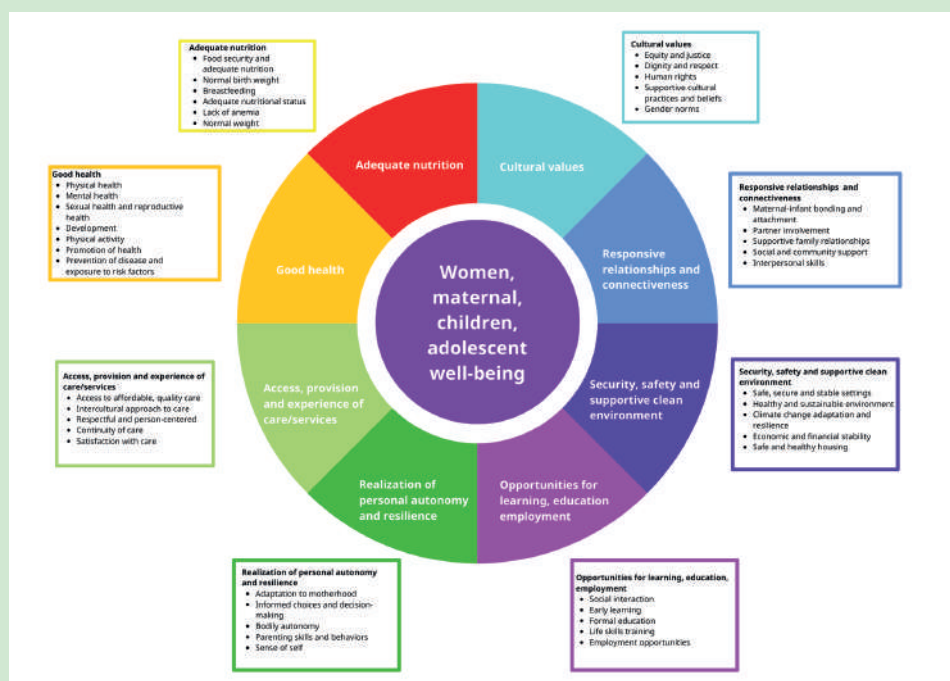 Adequate nutrition
• Food security and
adequate nutrition
• Normal birth weight
• Breastfeeding
• Adequate nutritional status
• Lack of anemia
• Normal weight
Cultural values
• Equity and justice
• Dignity and respect
• Human rights
• Supportive cultural
practices and beliefs
• Gender norms
Good health
• Physical health
• Mental health
• Sexual health and reproductive
health
• Development
• Physical activity
• Promotion of health
• Prevention of disease and
exposure to risk factors
Responsive relationships and
connectiveness
• Maternal-infant bonding and
attachment
• Partner involvement
• Supportive family relationships
• Social and community support
• Interpersonal skills
Adequate nutrition
Cultural values
Good health
Responsive
relationships and
connectiveness
Women,
maternal,
children,
adolescent
well-being
Access, provision
and experience of
care/services
Security, safety and
supportive clean
environment
Realization of
personal autonomy
and resilience
Opportunities for
learning, education
employment
Access, provision and experience of
care/services
• Access to affordable, quality care
• Intercultural approach to care
• Respectful and person-centered
• Continuity of care
• Satisfaction with care
Security, safety and supportive clean
environment
• Safe, secure and stable settings
• Healthy and sustainable environment
• Climate change adaptation and
resilience
• Economic and financial stability
• Safe and healthy housing
Realization of personal autonomy
and resilience
• Adaptation to motherhood
• Informed choices and decision-
making
• Bodily autonomy
• Parenting skills and behaviors
• Sense of self
Opportunities for learning, education,
employment
• Social interaction
• Early learning
• Formal education
• Life skills training
• Employment opportunities